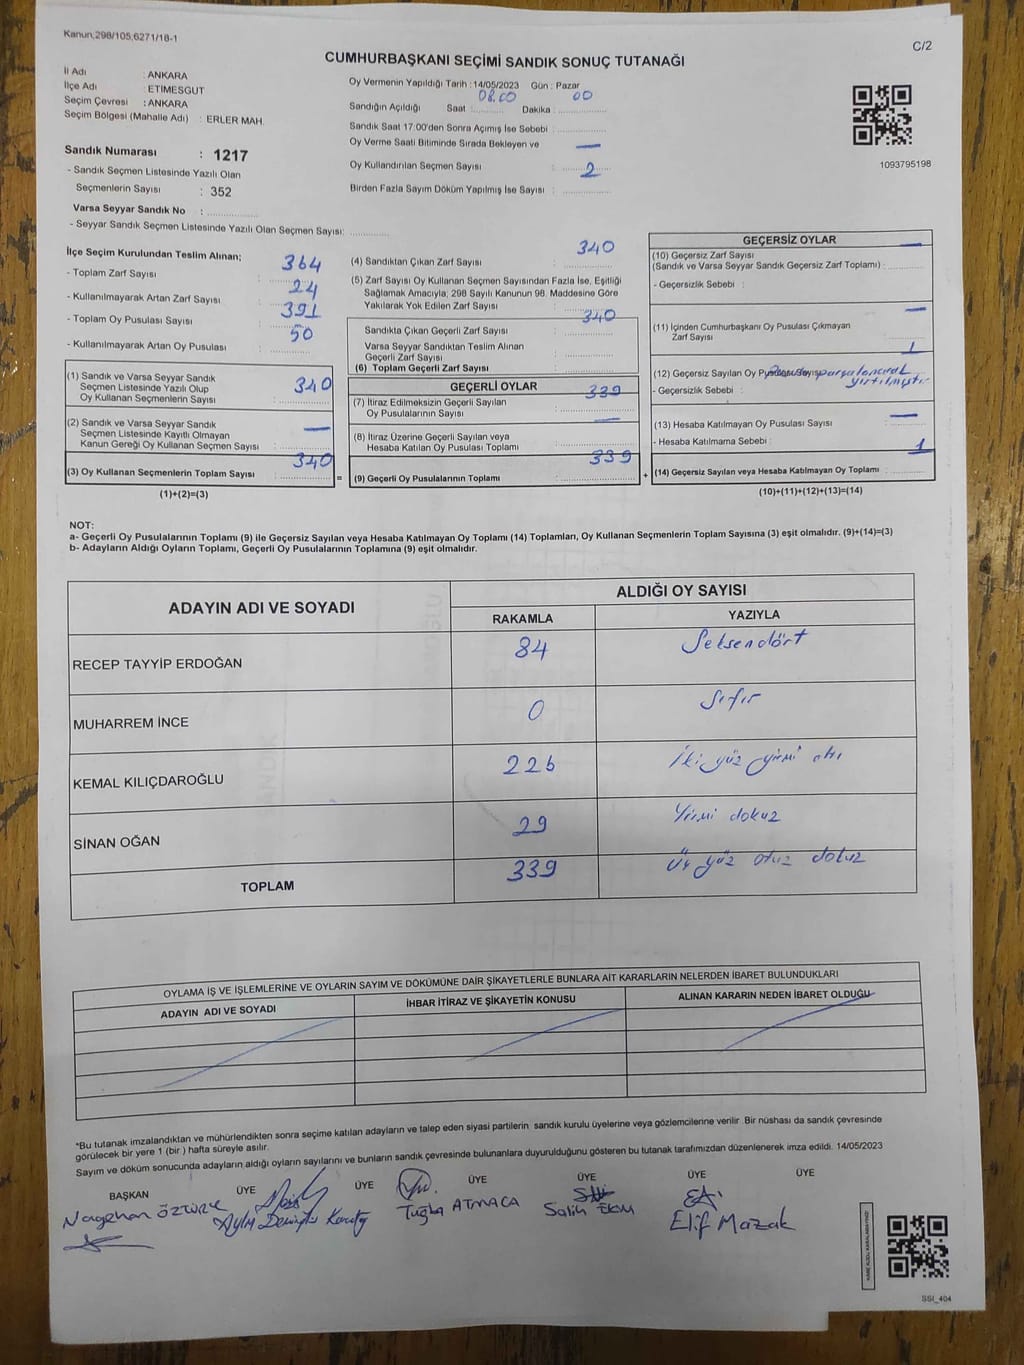 Kanun,298/105,6271/18-1
C/2
CUMHURBAŞKANI SEÇİMİ SANDIK SONUÇ TUTANAĞI
İl Adı : ANKARA
İlçe Adı : ETİMESGUT
Seçim Çevresi : ANKARA
Seçim Bölgesi (Mahalle Adı) : ERLER MAH.
Sandık Numarası : 1217
- Sandık Seçmen Listesinde Yazılı Olan
Seçmenlerin Sayısı : 352
Varsa Seyyar Sandık No :
- Seyyar Sandık Seçmen Listesinde Yazılı Olan Seçmen Sayısı:
Oy Vermenin Yapıldığı Tarih : 14/05/2023 Gün : Pazar
Sandığın Açıldığı Saat : 08.00 Dakika : 00
Sandık Saat 17:00'den Sonra Açımış İse Sebebi :
Oy Verme Saati Bitiminde Sırada Bekleyen ve —
Oy Kullandırılan Seçmen Sayısı : 2
Birden Fazla Sayım Döküm Yapılmış İse Sayısı :
1093795198
İlçe Seçim Kurulundan Teslim Alınan;
- Toplam Zarf Sayısı : 364
- Kullanılmayarak Artan Zarf Sayısı : 24
- Toplam Oy Pusulası Sayısı : 391
- Kullanılmayarak Artan Oy Pusulası : 50
(1) Sandık ve Varsa Seyyar Sandık
Seçmen Listesinde Yazılı Olup
Oy Kullanan Seçmenlerin Sayısı : 340
(2) Sandık ve Varsa Seyyar Sandık
Seçmen Listesinde Kayıtlı Olmayan
Kanun Gereği Oy Kullanan Seçmen Sayısı : —
(3) Oy Kullanan Seçmenlerin Toplam Sayısı : 340
(1)+(2)=(3)
(4) Sandıktan Çıkan Zarf Sayısı : 340
(5) Zarf Sayısı Oy Kullanan Seçmen Sayısından Fazla İse, Eşitliği
Sağlamak Amacıyla, 298 Sayılı Kanunun 98. Maddesine Göre
Yakılarak Yok Edilen Zarf Sayısı :
Sandıkta Çıkan Geçerli Zarf Sayısı : 340
Varsa Seyyar Sandıktan Teslim Alınan
Geçerli Zarf Sayısı :
(6) Toplam Geçerli Zarf Sayısı :
GEÇERLİ OYLAR
(7) İtiraz Edilmeksizin Geçerli Sayılan 339
Oy Pusulalarının Sayısı :
(8) İtiraz Üzerine Geçerli Sayılan veya —
Hesaba Katılan Oy Pusulası Toplamı :
= (9) Geçerli Oy Pusulalarının Toplamı : 339 +
GEÇERSİZ OYLAR
(10) Geçersiz Zarf Sayısı —
(Sandık ve Varsa Seyyar Sandık Geçersiz Zarf Toplamı) :
- Geçersizlik Sebebi :
(11) İçinden Cumhurbaşkanı Oy Pusulası Çıkmayan —
Zarf Sayısı :
(12) Geçersiz Sayılan Oy Pusulası Sayısı 1
parçalanarak yırtılmıştır
- Geçersizlik Sebebi :
(13) Hesaba Katılmayan Oy Pusulası Sayısı : —
- Hesaba Katılmama Sebebi :
(14) Geçersiz Sayılan veya Hesaba Katılmayan Oy Toplamı : 1
(10)+(11)+(12)+(13)=(14)
NOT:
a- Geçerli Oy Pusulalarının Toplamı (9) ile Geçersiz Sayılan veya Hesaba Katılmayan Oy Toplamı (14) Toplamları, Oy Kullanan Seçmenlerin Toplam Sayısına (3) eşit olmalıdır. (9)+(14)=(3)
b- Adayların Aldığı Oyların Toplamı, Geçerli Oy Pusulalarının Toplamına (9) eşit olmalıdır.
ADAYIN ADI VE SOYADI
ALDIĞI OY SAYISI
RAKAMLA YAZIYLA
RECEP TAYYİP ERDOĞAN 84 Seksendört
MUHARREM İNCE 0 Sıfır
KEMAL KILIÇDAROĞLU 226 İki yüz yirmi altı
SİNAN OĞAN 29 Yirmi dokuz
TOPLAM 339 Üç yüz otuz dokuz
OYLAMA İŞ VE İŞLEMLERİNE VE OYLARIN SAYIM VE DÖKÜMÜNE DAİR ŞİKAYETLERLE BUNLARA AİT KARARLARIN NELERDEN İBARET BULUNDUKLARI
ADAYIN ADI VE SOYADI İHBAR İTİRAZ VE ŞİKAYETİN KONUSU ALINAN KARARIN NEDEN İBARET OLDUĞU
*Bu tutanak imzalandıktan ve mühürlendikten sonra seçime katılan adayların ve talep eden siyasi partilerin sandık kurulu üyelerine veya gözlemcilerine verilir. Bir nüshası da sandık çevresinde
görülecek bir yere 1 (bir ) hafta süreyle asılır.
Sayım ve döküm sonucunda adayların aldığı oyların sayılarını ve bunların sandık çevresinde bulunanlara duyurulduğunu gösteren bu tutanak tarafımızdan düzenlenerek imza edildi. 14/05/2023
BAŞKAN ÜYE ÜYE ÜYE ÜYE ÜYE ÜYE
Nagehan ÖZTÜRK
Tuğba ATMACA
Salih
Elif Mazak
SSI_404